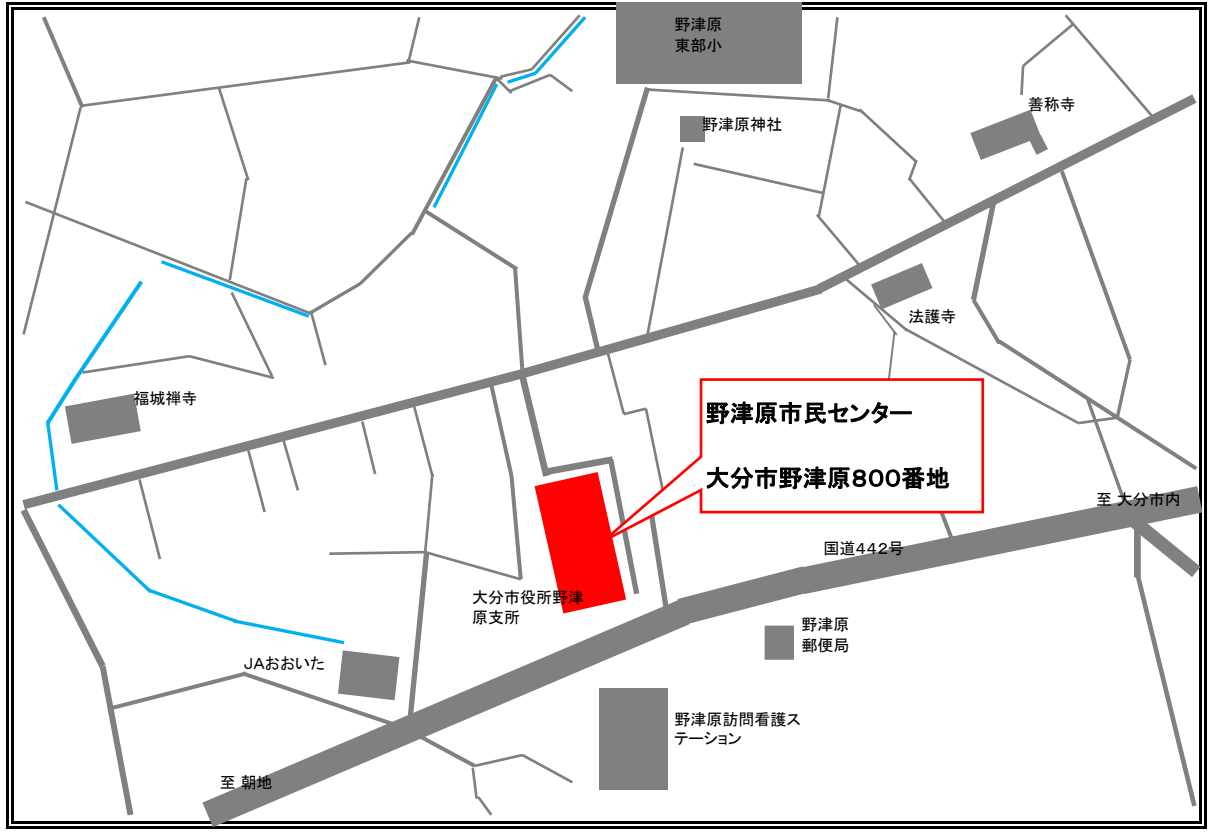 野津原
東部小
善称寺
野津原神社
法護寺
福城禅寺
野津原市民センター
大分市野津原800番地
至 大分市内
国道442号
大分市役所野津
原支所
野津原
郵便局
JAおおいた
野津原訪問看護ス
テーション
至 朝地